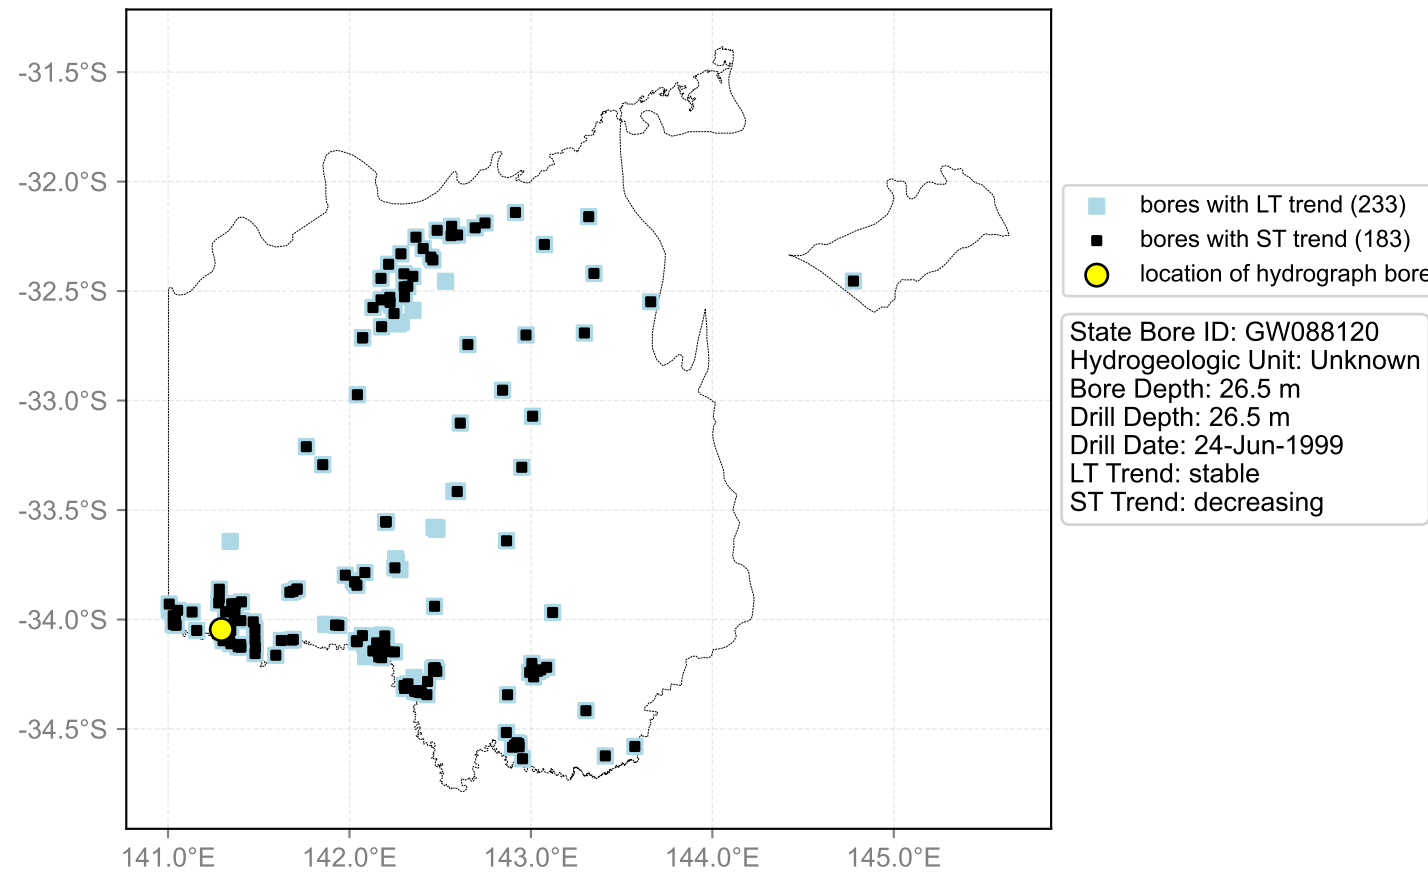 -31.5°S
-32.0°S
-32.5°S
-33.0°S
-33.5°S
-34.0°S
-34.5°S
141.0°E
142.0°E
143.0°E
144.0°E
145.0°E
bores with LT trend (233)
bores with ST trend (183)
location of hydrograph bore
State Bore ID: GW088120
Hydrogeologic Unit: Unknown
Bore Depth: 26.5 m
Drill Depth: 26.5 m
Drill Date: 24-Jun-1999
LT Trend: stable
ST Trend: decreasing